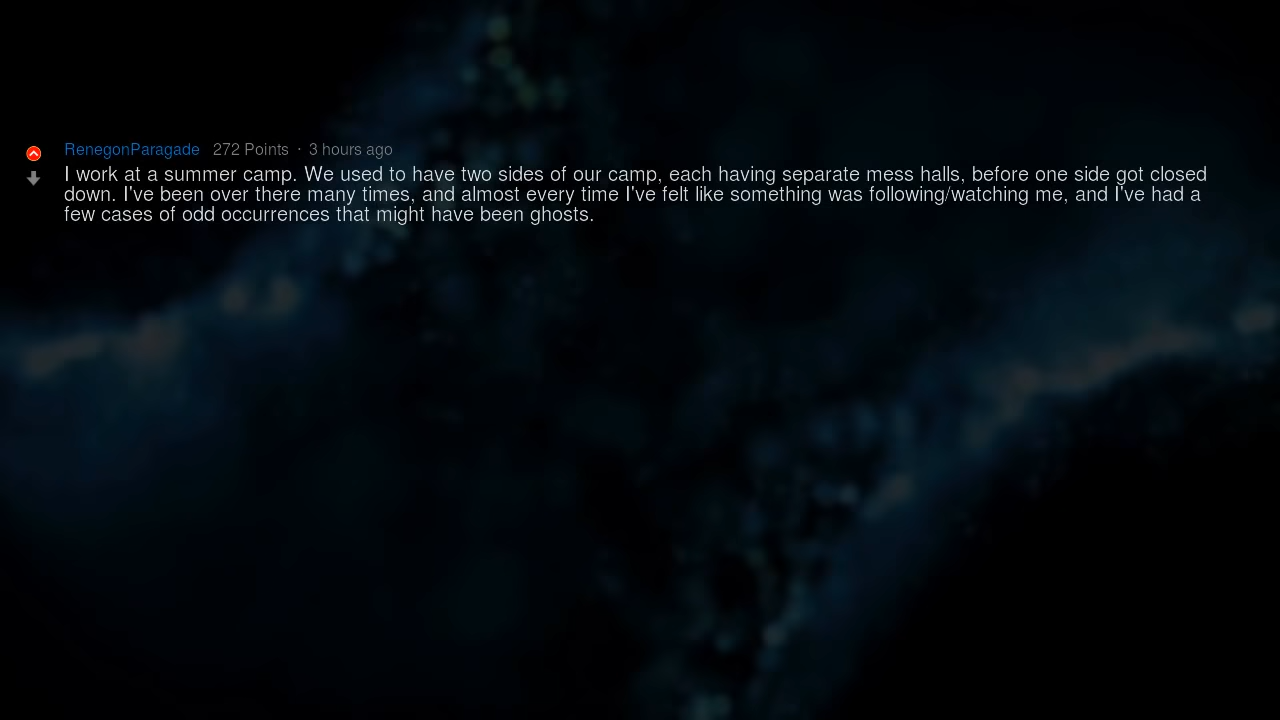 RenegonParagade 272 Points · 3 hours ago
I work at a summer camp. We used to have two sides of our camp, each having separate mess halls, before one side got closed
down. I've been over there many times, and almost every time I've felt like something was following/watching me, and I've had a
few cases of odd occurrences that might have been ghosts.